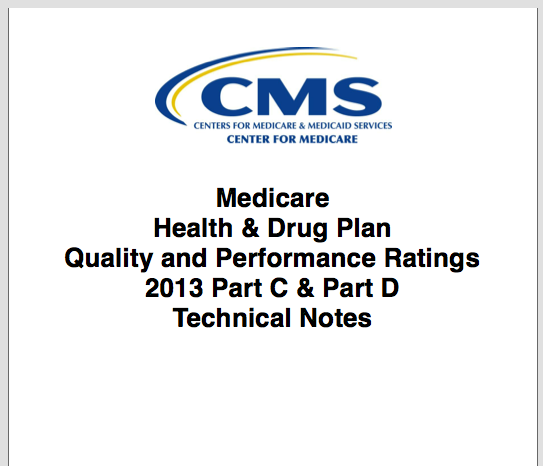 CMS
CENTERS FOR MEDICARE & MEDICAID SERVICES
CENTER FOR MEDICARE
Medicare
Health & Drug Plan
Quality and Performance Ratings
2013 Part C & Part D
Technical Notes